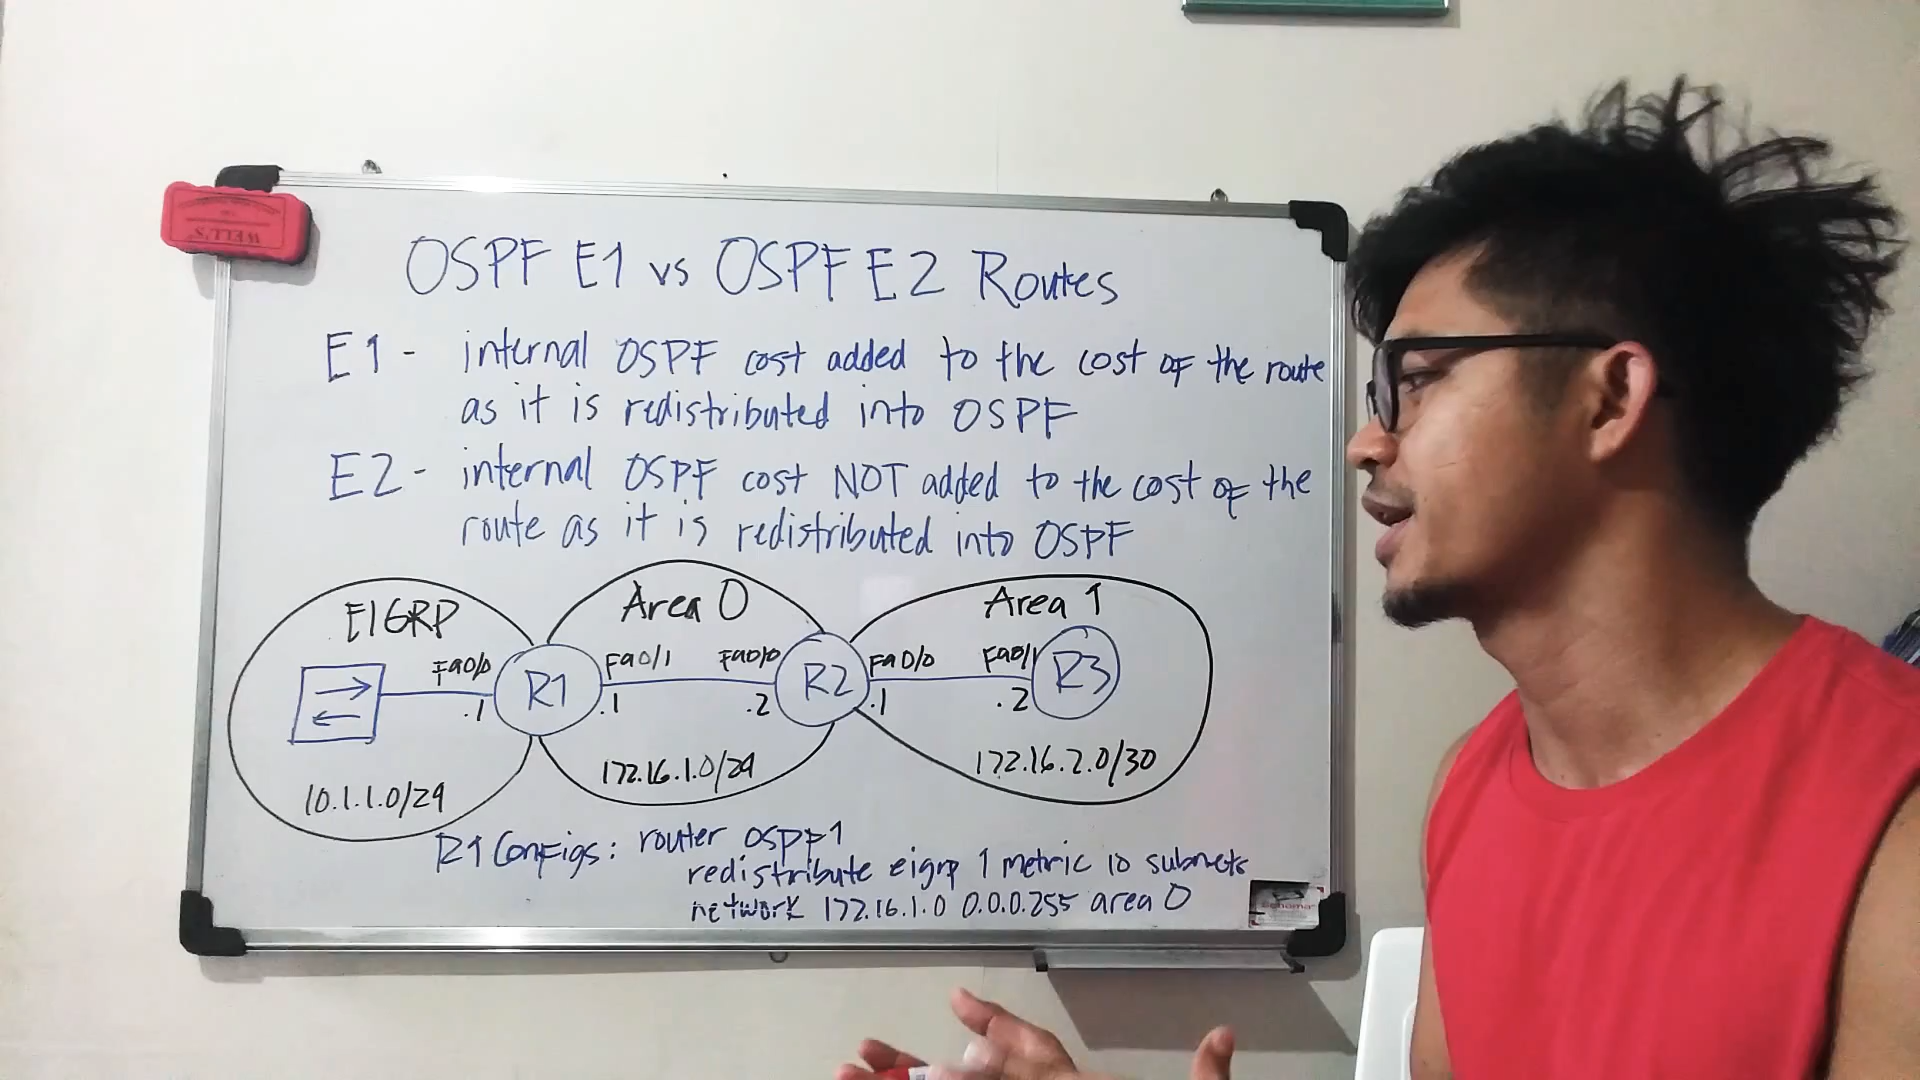 WELL'S
OSPF E1 vs OSPF E2 Routes
E1 - internal OSPF cost added to the cost of the route
as it is redistributed into OSPF
E2 - internal OSPF cost NOT added to the cost of the
route as it is redistributed into OSPF
EIGRP
Area 0
Area 1
Fa0/0
R1
Fa0/1
Fa0/0
R2
Fa0/0
Fa0/1
R3
.1
.1
.2
.1
.2
10.1.1.0/24
172.16.1.0/24
172.16.2.0/30
R1 Configs: router ospf 1
redistribute eigrp 1 metric 10 subnets
network 172.16.1.0 0.0.0.255 area 0